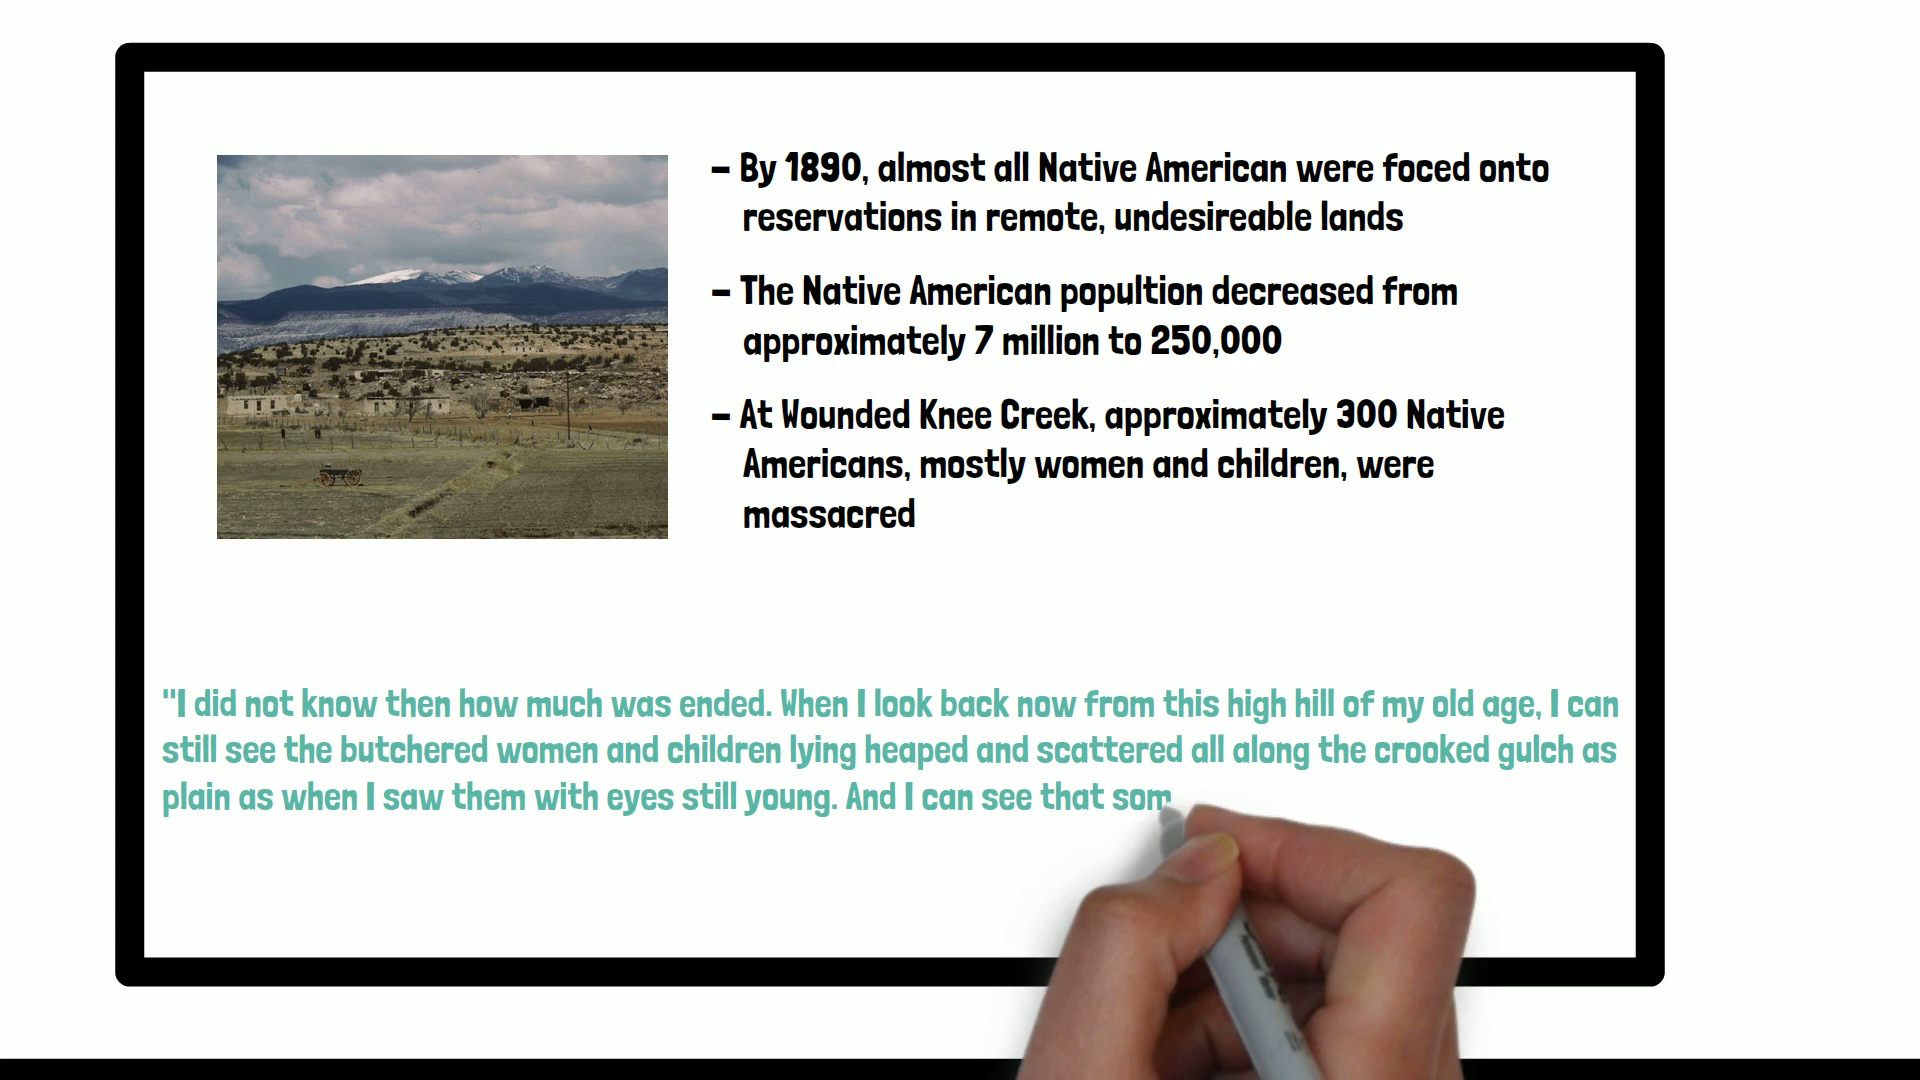 – By 1890, almost all Native American were foced onto
reservations in remote, undesireable lands
– The Native American popultion decreased from
approximately 7 million to 250,000
– At Wounded Knee Creek, approximately 300 Native
Americans, mostly women and children, were
massacred
"I did not know then how much was ended. When I look back now from this high hill of my old age, I can
still see the butchered women and children lying heaped and scattered all along the crooked gulch as
plain as when I saw them with eyes still young. And I can see that som